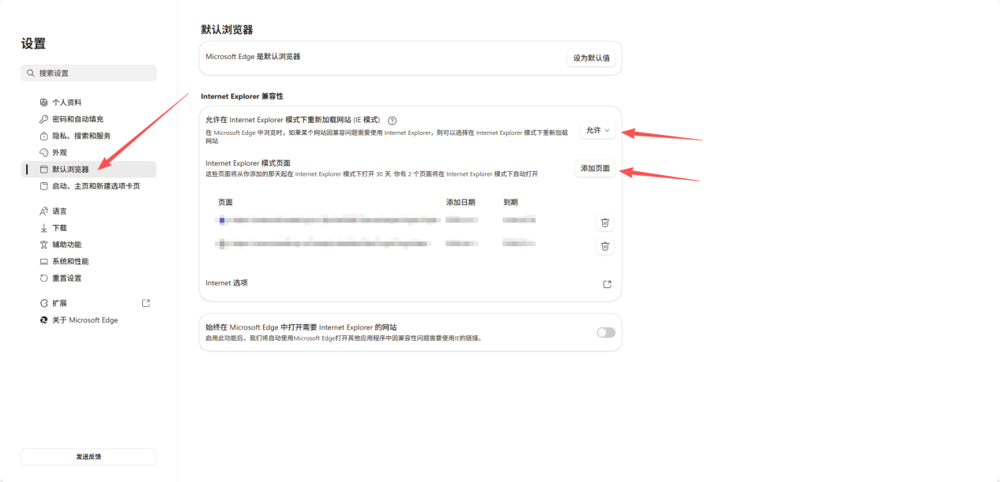 设置
搜索设置
个人资料
密码和自动填充
隐私、搜索和服务
外观
默认浏览器
启动、主页和新建选项卡页
语言
下载
辅助功能
系统和性能
重置设置
扩展
关于 Microsoft Edge
发送反馈
默认浏览器
Microsoft Edge 是默认浏览器
设为默认值
Internet Explorer 兼容性
允许在 Internet Explorer 模式下重新加载网站 (IE 模式)
在 Microsoft Edge 中浏览时，如果某个网站因兼容问题需要使用 Internet Explorer，则可以选择在 Internet Explorer 模式下重新加载
网站
允许
Internet Explorer 模式页面
这些页面将从你添加的那天起在 Internet Explorer 模式下打开 30 天. 你有 2 个页面将在 Internet Explorer 模式下自动打开
添加页面
页面 添加日期 到期
Internet 选项
始终在 Microsoft Edge 中打开需要 Internet Explorer 的网站
启用此功能后，我们将自动使用Microsoft Edge打开其他应用程序中因兼容性问题需要使用IE的链接。